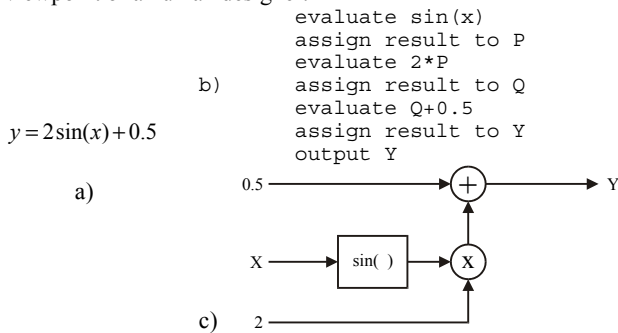 evaluate sin(x)
assign result to P
evaluate 2*P
b) assign result to Q
evaluate Q+0.5
assign result to Y
output Y
y = 2sin(x)+0.5
a)
0.5 + Y
X sin( ) X
c) 2